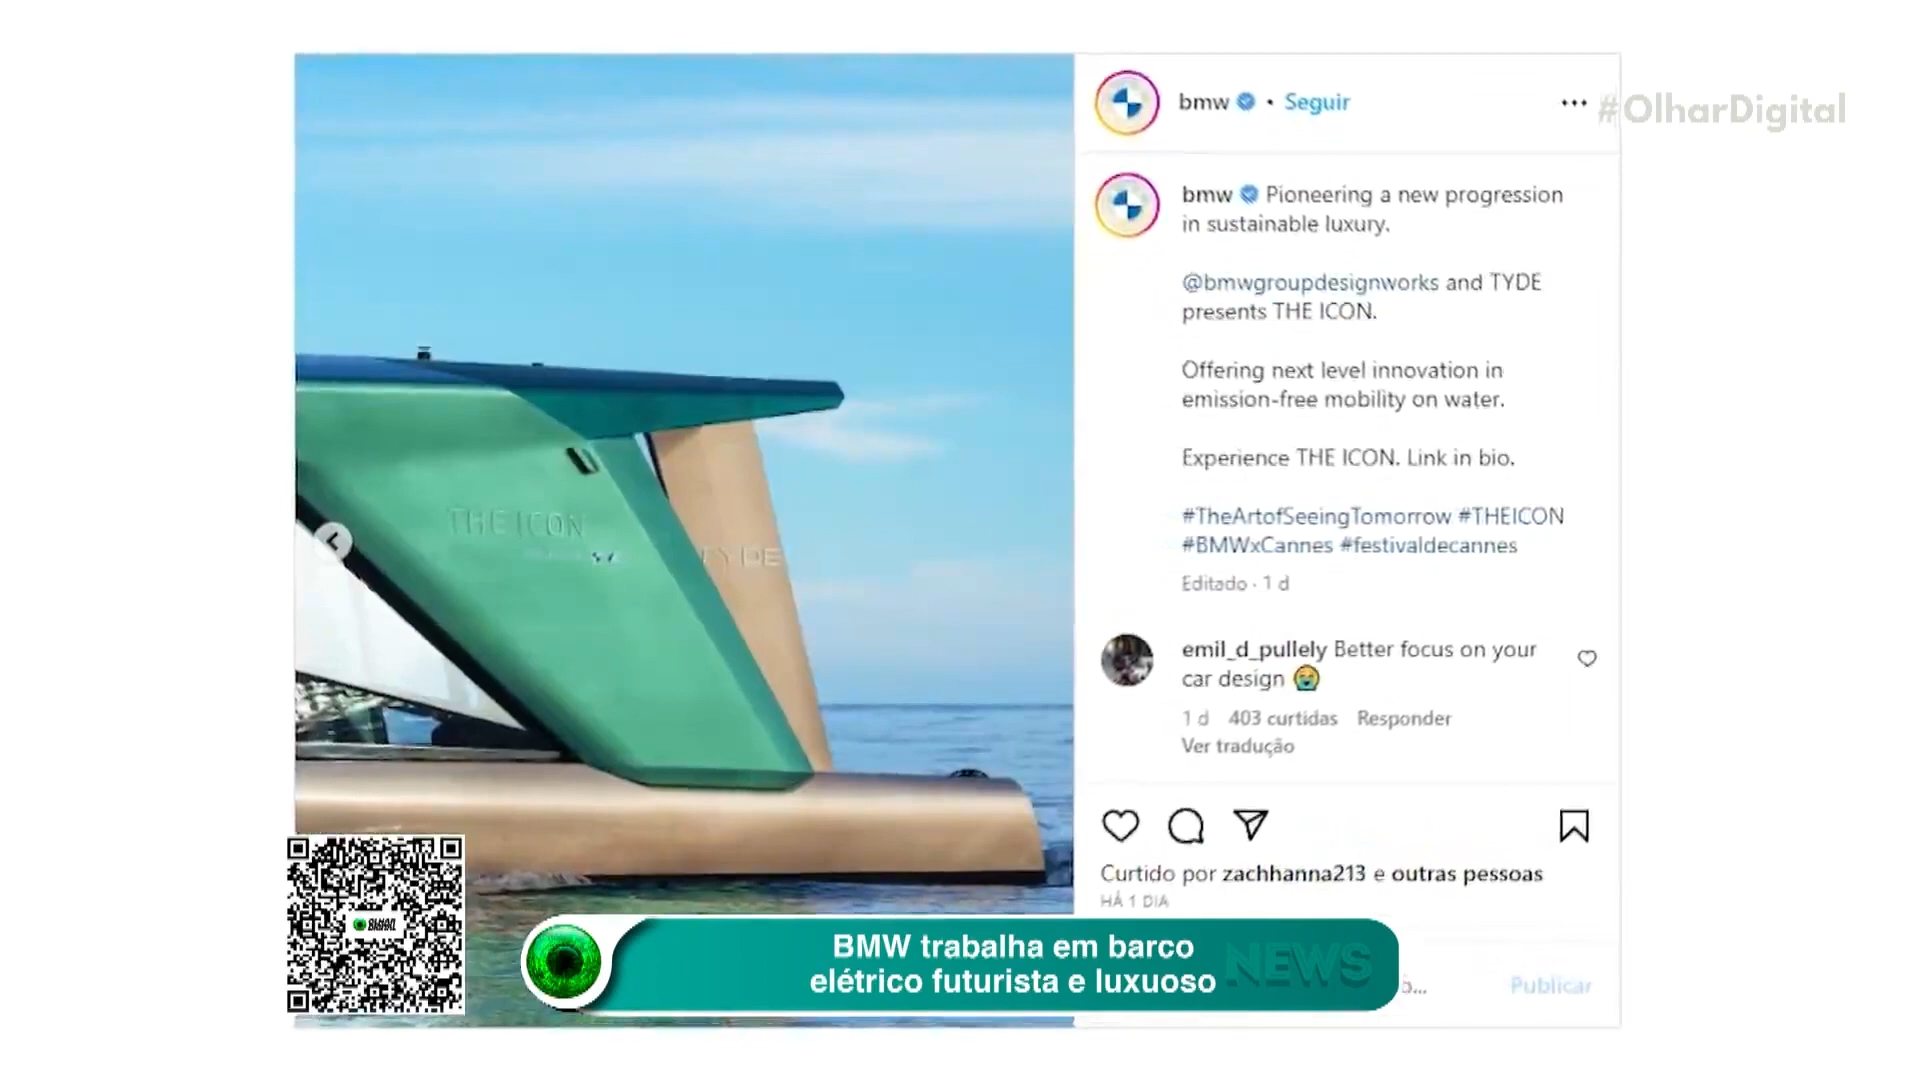 #OlharDigital
bmw • Seguir
bmw Pioneering a new progression
in sustainable luxury.
@bmwgroupdesignworks and TYDE
presents THE ICON.
Offering next level innovation in
emission-free mobility on water.
Experience THE ICON. Link in bio.
#TheArtofSeeingTomorrow #THEICON
#BMWxCannes #festivaldecannes
Editado · 1 d
emil_d_pullely Better focus on your
car design 😭
1 d 403 curtidas Responder
Ver tradução
Curtido por zachhanna213 e outras pessoas
HÁ 1 DIA
Publicar
THE ICON
TYDE
BMW trabalha em barco
elétrico futurista e luxuoso
NEWS